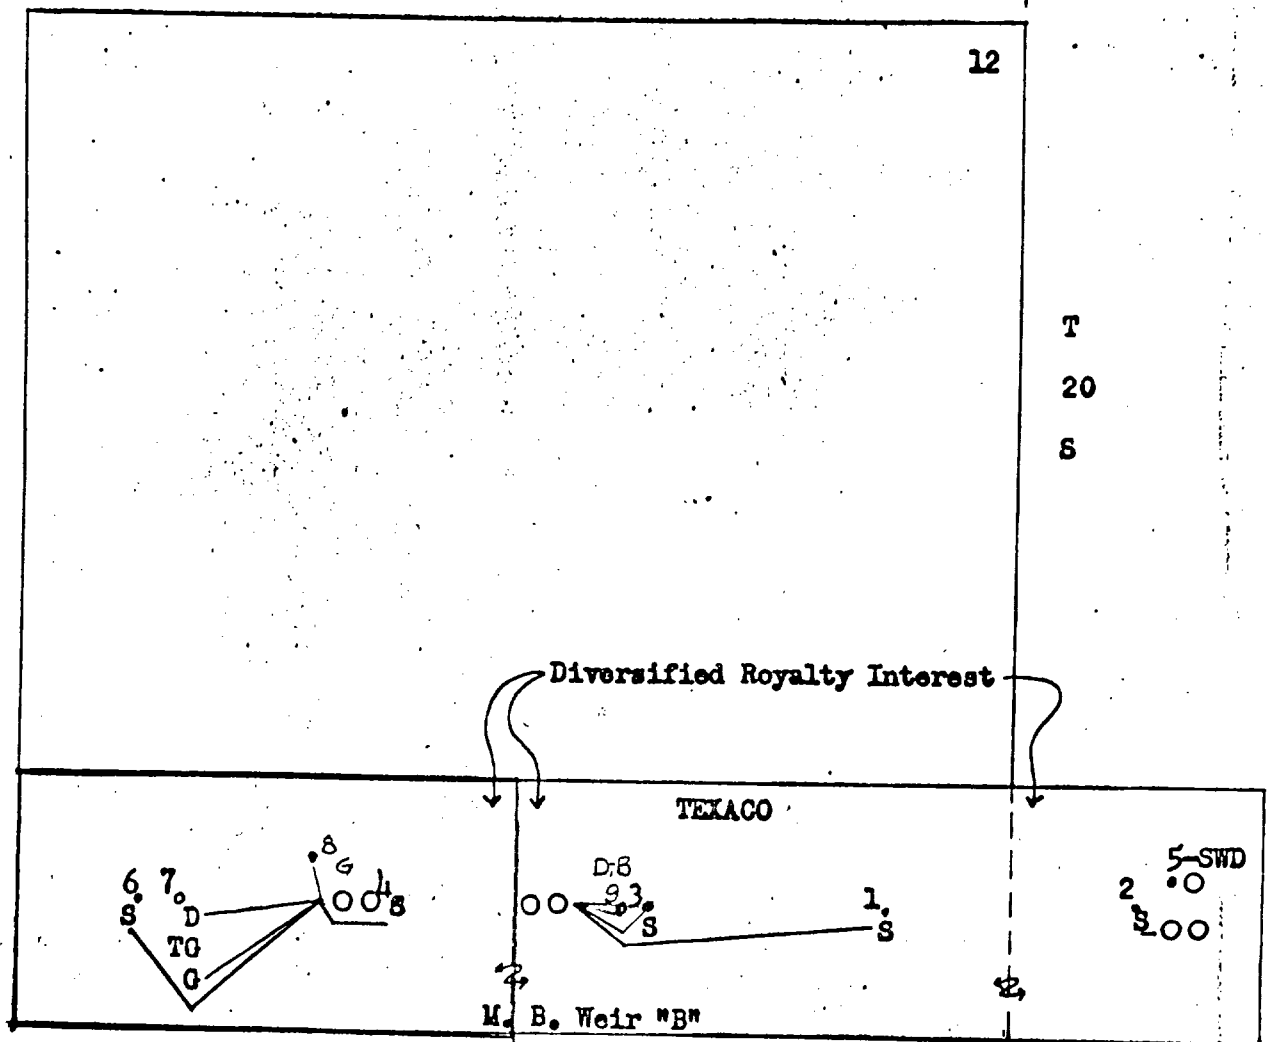 12
T
20
S
Diversified Royalty Interest
TEXACO
8
G
6 7
S D
TG
G
4
S
D;B
9 3
S
1
S
2
S
5-SWD
M. B. Weir "B"